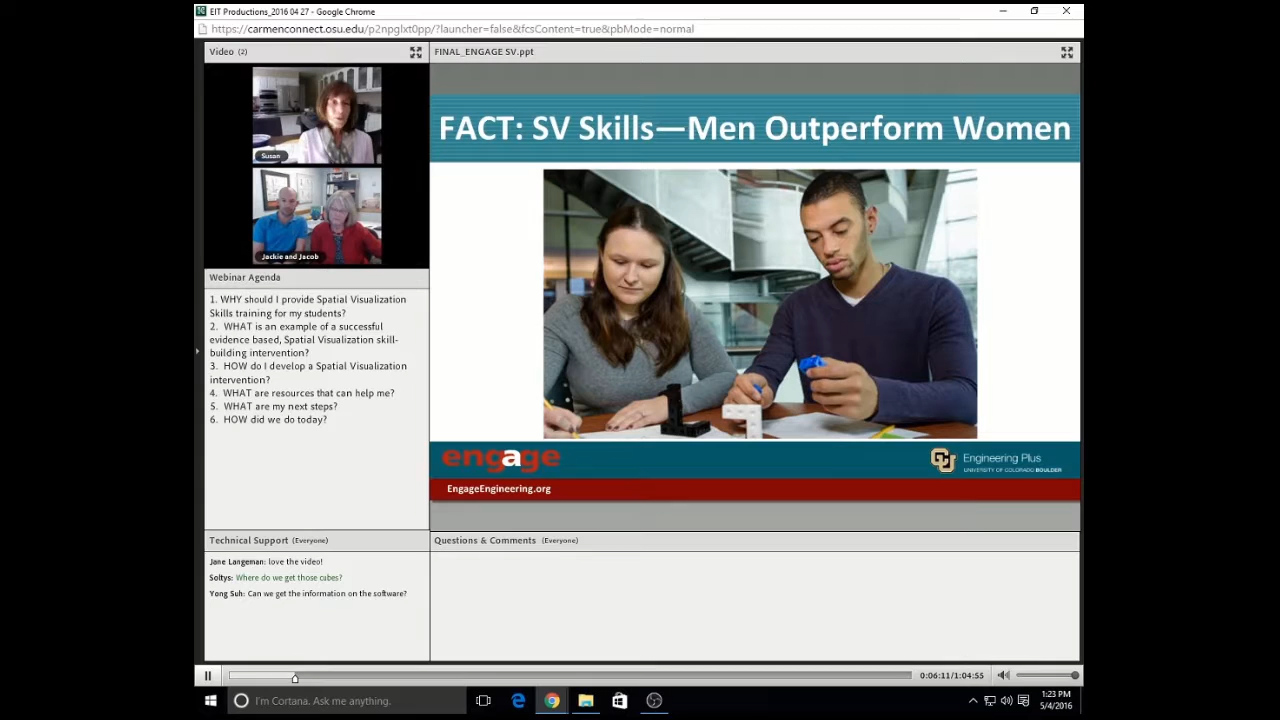 EIT Productions_2016 04 27 - Google Chrome
https://carmenconnect.osu.edu/p2npglxt0pp/?launcher=false&fcsContent=true&pbMode=normal
Video (2)
Susan
Jackie and Jacob
Webinar Agenda
1. WHY should I provide Spatial Visualization
Skills training for my students?
2. WHAT is an example of a successful
evidence based, Spatial Visualization skill-
building intervention?
3. HOW do I develop a Spatial Visualization
intervention?
4. WHAT are resources that can help me?
5. WHAT are my next steps?
6. HOW did we do today?
Technical Support (Everyone)
Jane Langeman: love the video!
Soltys: Where do we get those cubes?
Yong Suh: Can we get the information on the software?
FINAL_ENGAGE SV.ppt
FACT: SV Skills—Men Outperform Women
engage
CU
Engineering Plus
UNIVERSITY OF COLORADO BOULDER
EngageEngineering.org
Questions & Comments (Everyone)
0:06:11/1:04:55
I'm Cortana. Ask me anything.
1:23 PM
5/4/2016